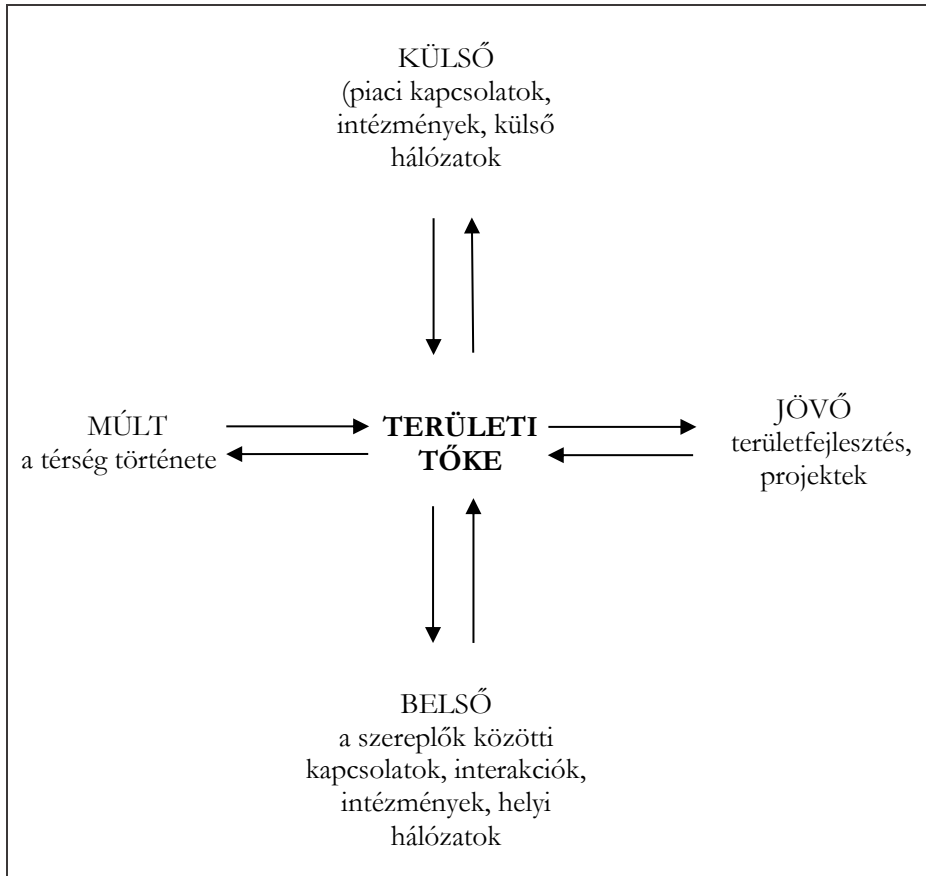 KÜLSŐ
(piaci kapcsolatok,
intézmények, külső
hálózatok
MÚLT
a térség története
TERÜLETI
TŐKE
JÖVŐ
területfejlesztés,
projektek
BELSŐ
a szereplők közötti
kapcsolatok, interakciók,
intézmények, helyi
hálózatok